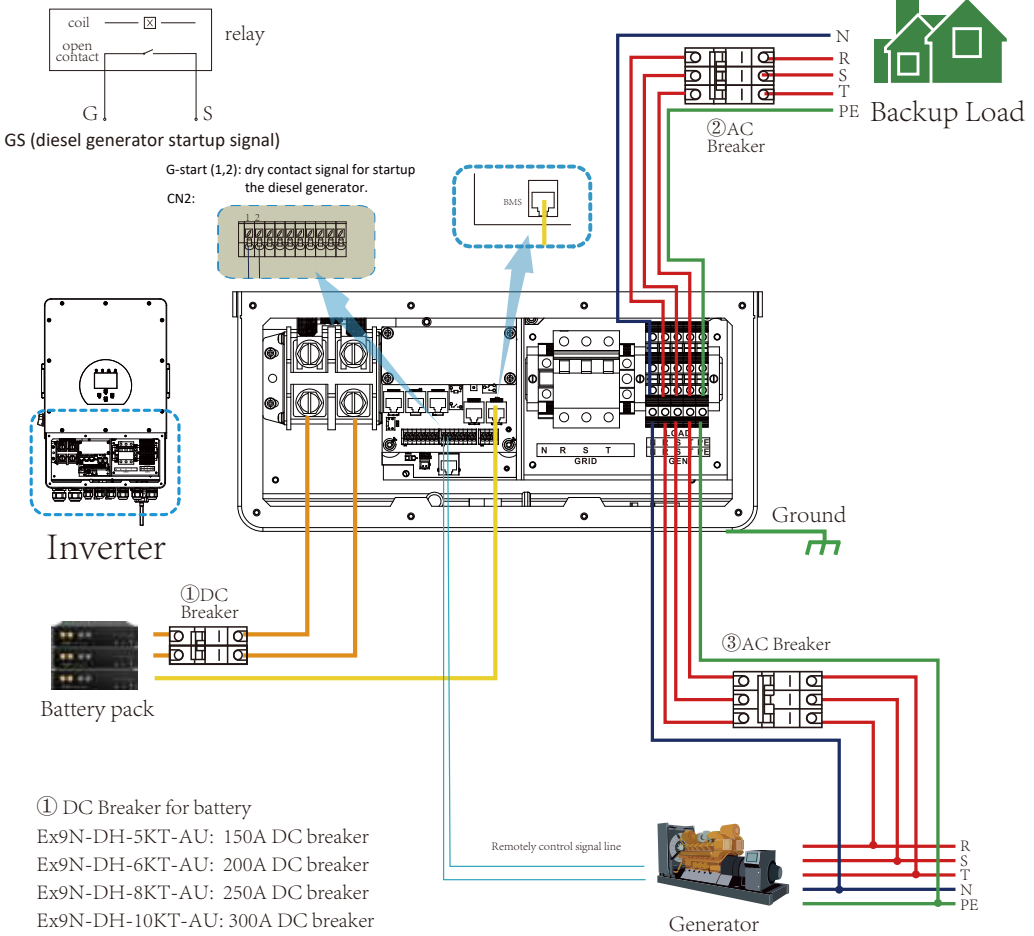 coil
open
contact
relay
G
S
GS (diesel generator startup signal)
N
R
S
T
PE
Backup Load
②AC
Breaker
G-start (1,2): dry contact signal for startup
the diesel generator.
CN2:
1 2
BMS
LOAD
N R S T PE
N R S T PE
GEN
N R S T
GRID
Inverter
Ground
①DC
Breaker
③AC Breaker
Battery pack
① DC Breaker for battery
Ex9N-DH-5KT-AU: 150A DC breaker
Ex9N-DH-6KT-AU: 200A DC breaker
Ex9N-DH-8KT-AU: 250A DC breaker
Ex9N-DH-10KT-AU: 300A DC breaker
Remotely control signal line
Generator
R
S
T
N
PE